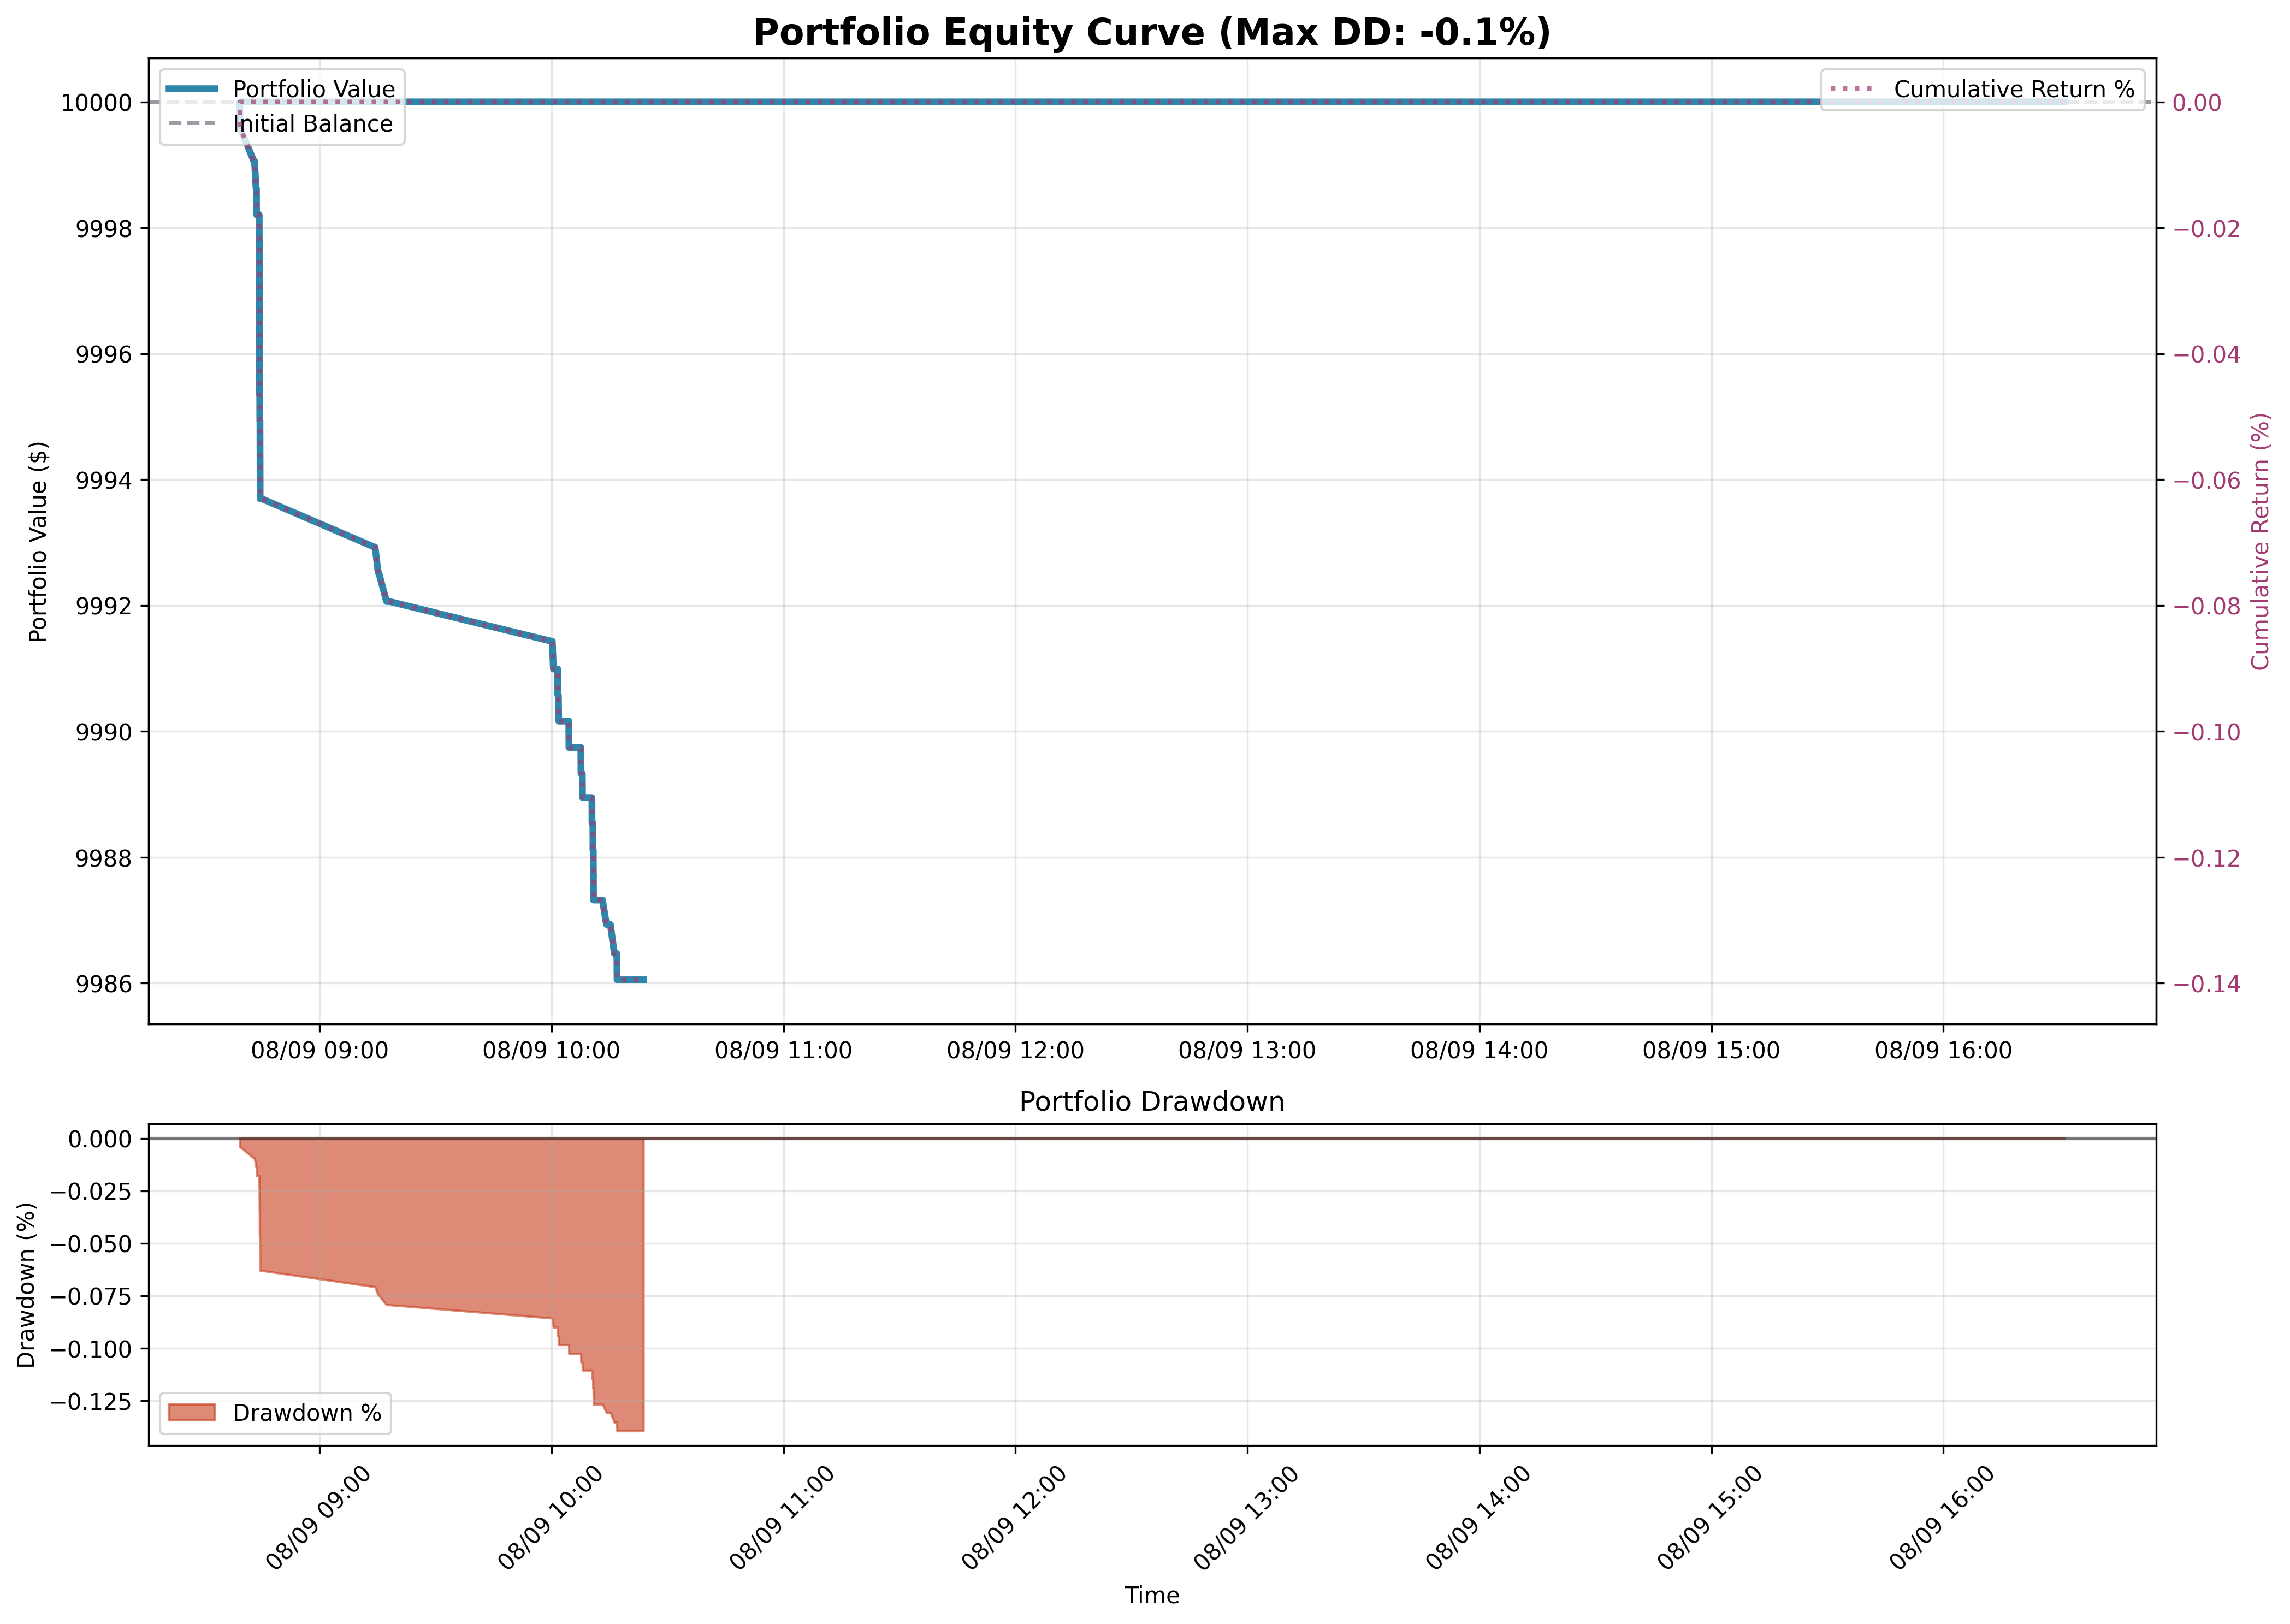 Portfolio Equity Curve (Max DD: -0.1%)
Portfolio Value
Initial Balance
Cumulative Return %
10000
9998
9996
9994
9992
9990
9988
9986
Portfolio Value ($)
0.00
−0.02
−0.04
−0.06
−0.08
−0.10
−0.12
−0.14
Cumulative Return (%)
08/09 09:00 08/09 10:00 08/09 11:00 08/09 12:00 08/09 13:00 08/09 14:00 08/09 15:00 08/09 16:00
Portfolio Drawdown
0.000
−0.025
−0.050
−0.075
−0.100
−0.125
Drawdown (%)
Drawdown %
08/09 09:00 08/09 10:00 08/09 11:00 08/09 12:00 08/09 13:00 08/09 14:00 08/09 15:00 08/09 16:00
Time